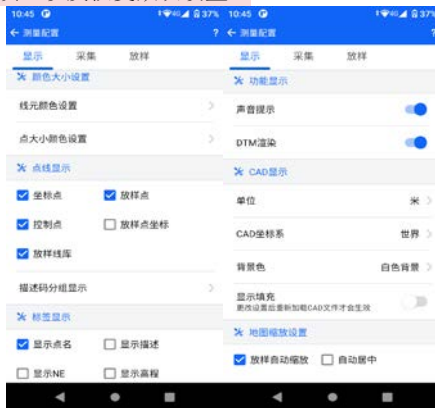 10:45
37%
← 测量配置 ?
显示 采集 放样
颜色大小设置
线元颜色设置
点大小颜色设置
点线显示
坐标点 放样点
控制点 放样点坐标
放样线库
描述码分组显示
标签显示
显示点名 显示描述
显示NE 显示高程
10:45
37%
← 测量配置 ?
显示 采集 放样
功能显示
声音提示
DTM渲染
CAD显示
单位 米
CAD坐标系 世界
背景色 白色背景
显示填充
更改设置后重新加载CAD文件才会生效
地图缩放设置
放样自动缩放 自动居中